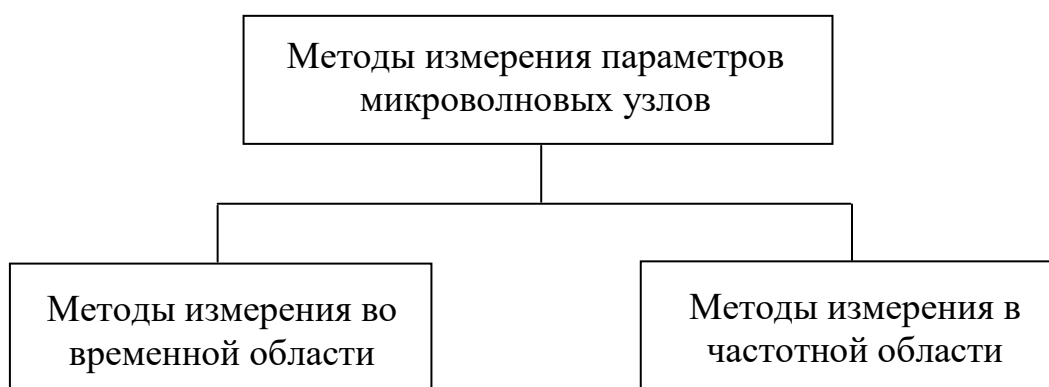 Методы измерения параметров
микроволновых узлов
Методы измерения во
временной области
Методы измерения в
частотной области